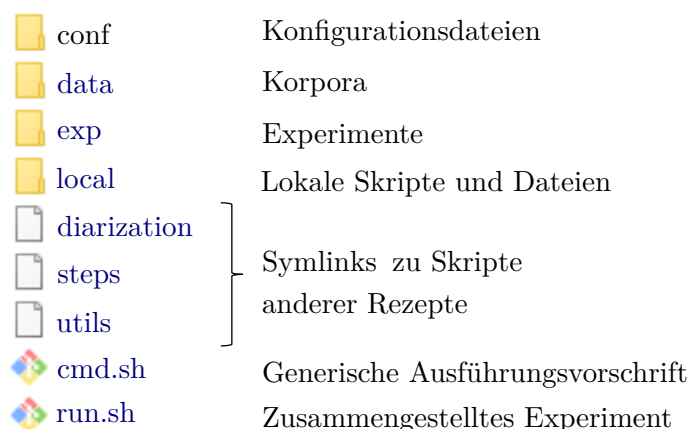 conf Konfigurationsdateien
data Korpora
exp Experimente
local Lokale Skripte und Dateien
diarization
steps Symlinks zu Skripte
utils anderer Rezepte
cmd.sh Generische Ausführungsvorschrift
run.sh Zusammengestelltes Experiment